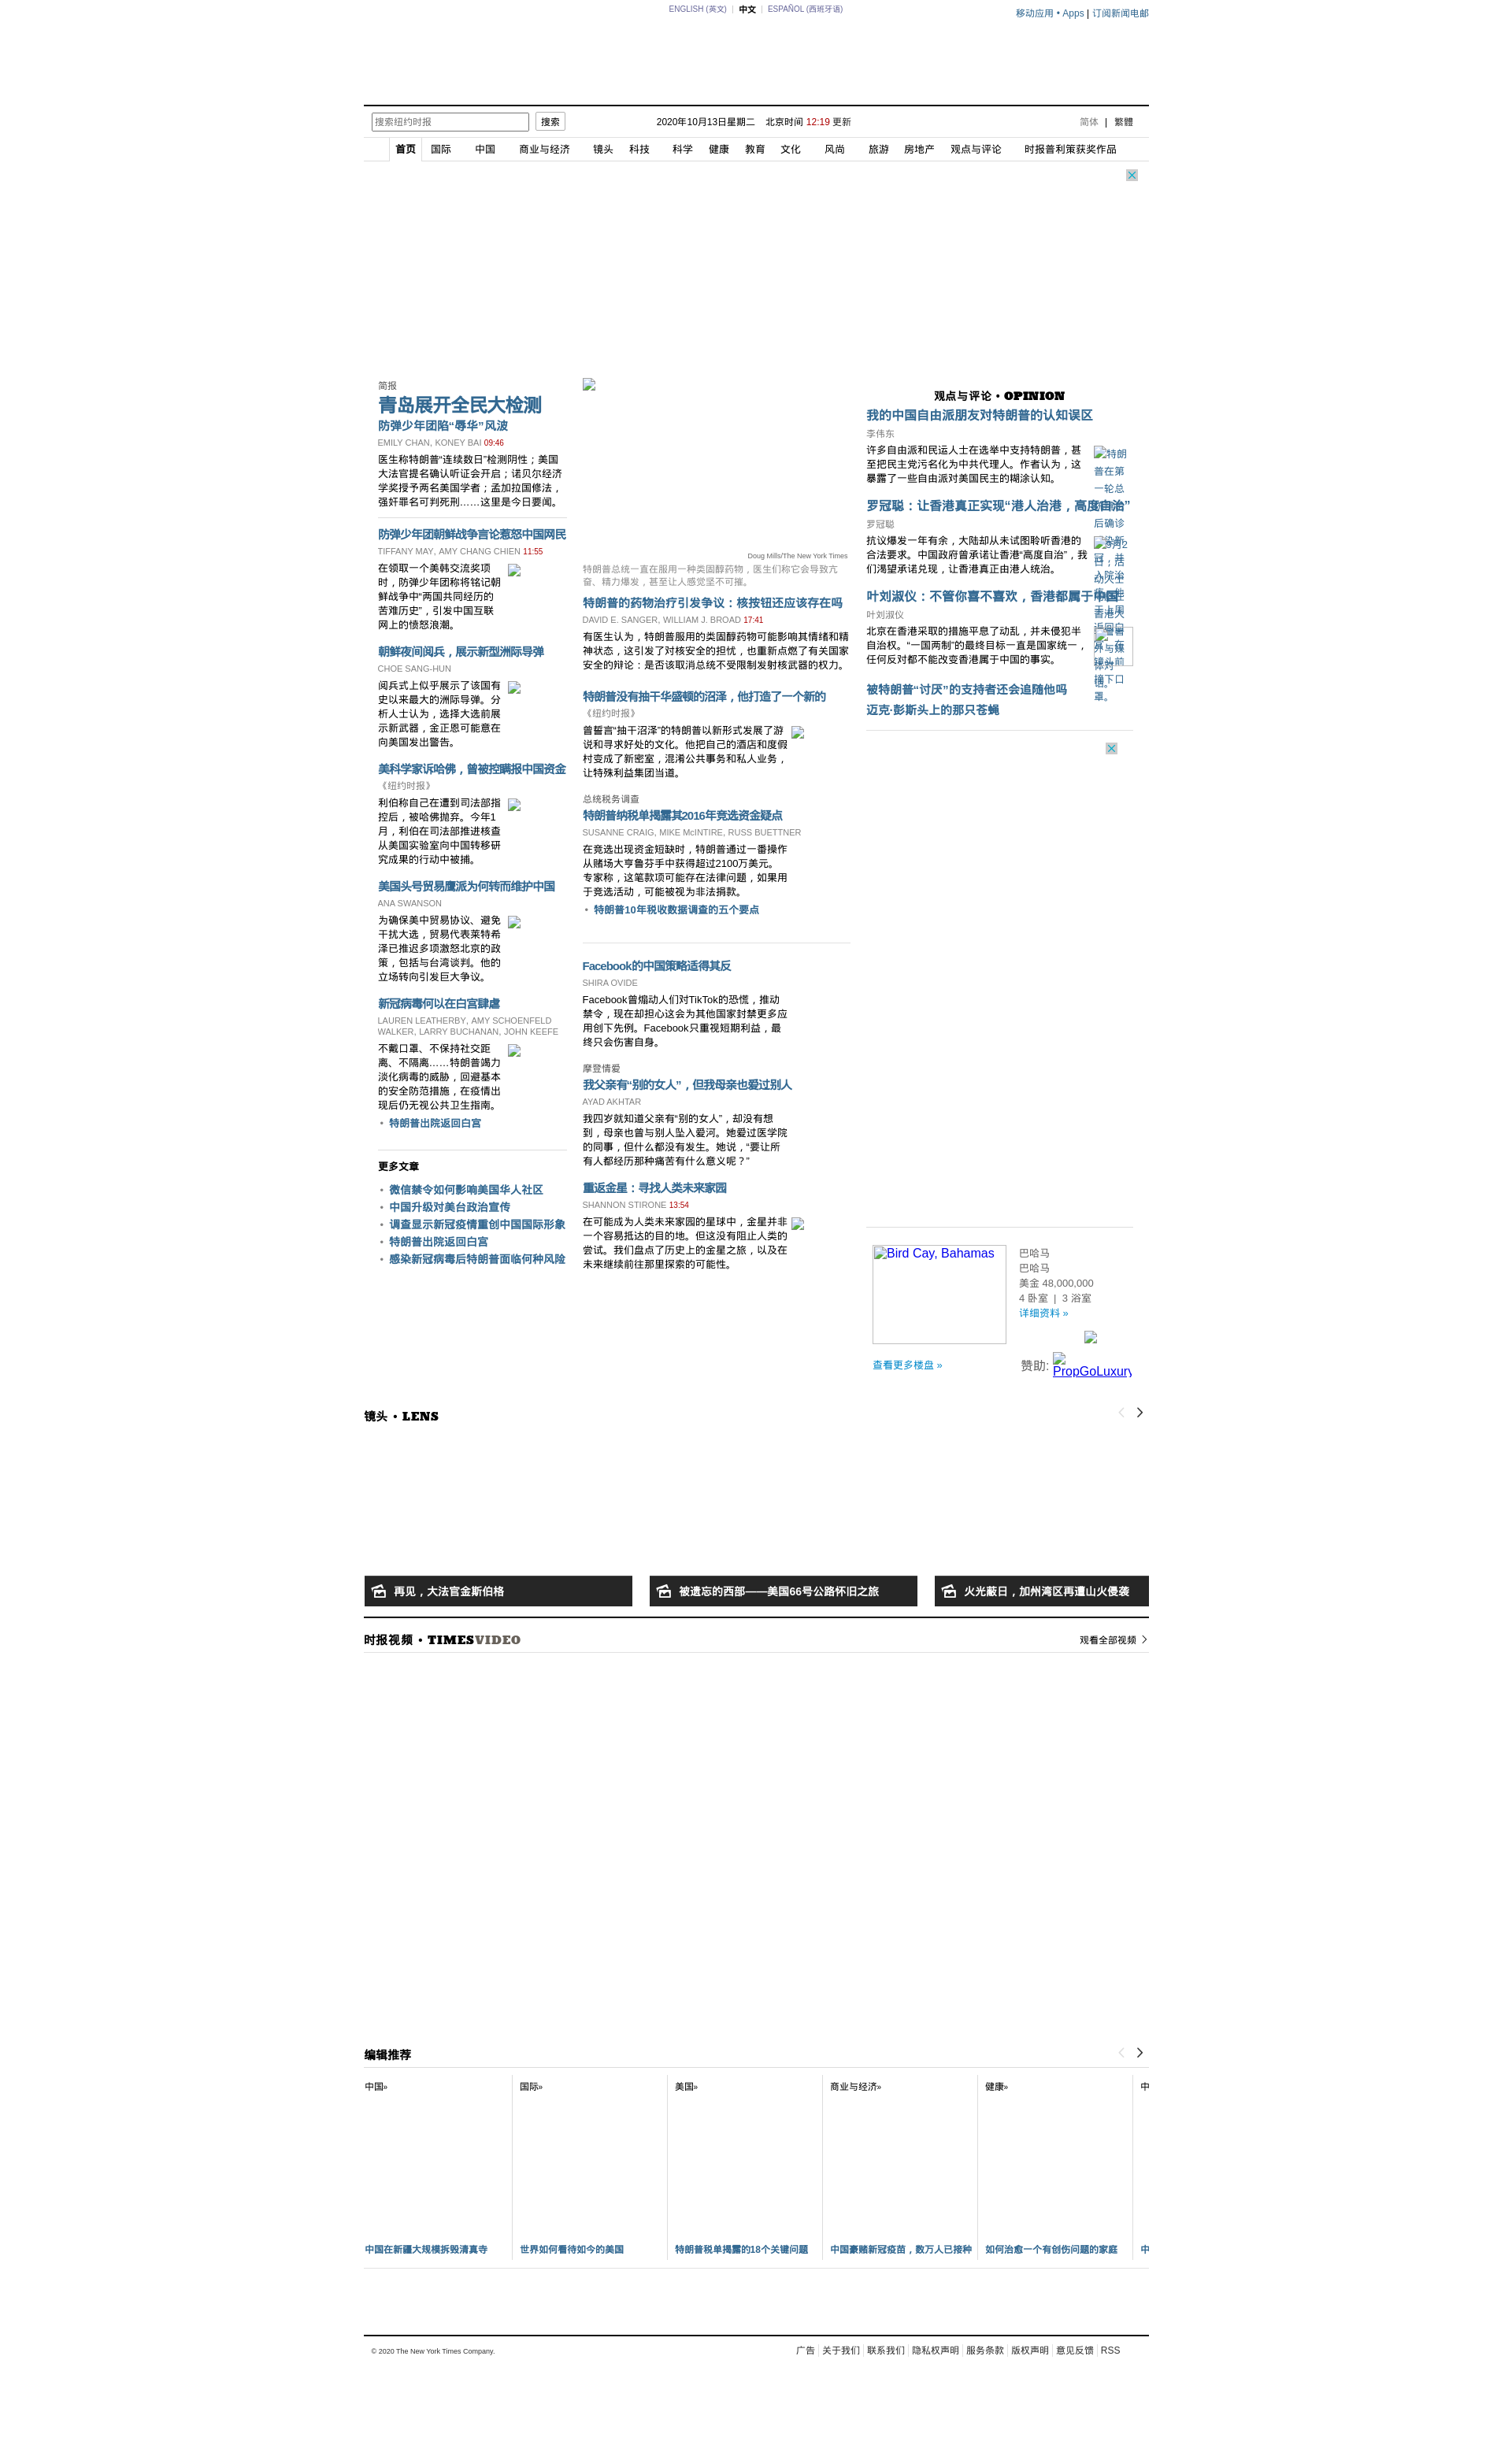 ENGLISH (英文) | 中文 | ESPAÑOL (西班牙语)
移动应用 • Apps | 订阅新闻电邮
搜索纽约时报
搜索
2020年10月13日星期二 北京时间 12:19 更新
简体 | 繁體
首页 国际 中国 商业与经济 镜头 科技 科学 健康 教育 文化 风尚 旅游 房地产 观点与评论 时报普利策获奖作品
简报
青岛展开全民大检测
防弹少年团陷“辱华”风波
EMILY CHAN, KONEY BAI 09:46
医生称特朗普“连续数日”检测阴性；美国
大法官提名确认听证会开启；诺贝尔经济
学奖授予两名美国学者；孟加拉国修法，
强奸罪名可判死刑……这里是今日要闻。
防弹少年团朝鲜战争言论惹怒中国网民
TIFFANY MAY, AMY CHANG CHIEN 11:55
在领取一个美韩交流奖项
时，防弹少年团称将铭记朝
鲜战争中“两国共同经历的
苦难历史”，引发中国互联
网上的愤怒浪潮。
朝鲜夜间阅兵，展示新型洲际导弹
CHOE SANG-HUN
阅兵式上似乎展示了该国有
史以来最大的洲际导弹。分
析人士认为，选择大选前展
示新武器，金正恩可能意在
向美国发出警告。
美科学家诉哈佛，曾被控瞒报中国资金
《纽约时报》
利伯称自己在遭到司法部指
控后，被哈佛抛弃。今年1
月，利伯在司法部推进核查
从美国实验室向中国转移研
究成果的行动中被捕。
美国头号贸易鹰派为何转而维护中国
ANA SWANSON
为确保美中贸易协议、避免
干扰大选，贸易代表莱特希
泽已推迟多项激怒北京的政
策，包括与台湾谈判。他的
立场转向引发巨大争议。
新冠病毒何以在白宫肆虐
LAUREN LEATHERBY, AMY SCHOENFELD
WALKER, LARRY BUCHANAN, JOHN KEEFE
不戴口罩、不保持社交距
离、不隔离……特朗普竭力
淡化病毒的威胁，回避基本
的安全防范措施，在疫情出
现后仍无视公共卫生指南。
特朗普出院返回白宫
更多文章
微信禁令如何影响美国华人社区
中国升级对美台政治宣传
调查显示新冠疫情重创中国国际形象
特朗普出院返回白宫
感染新冠病毒后特朗普面临何种风险
Doug Mills/The New York Times
特朗普总统一直在服用一种类固醇药物，医生们称它会导致亢
奋、精力爆发，甚至让人感觉坚不可摧。
特朗普的药物治疗引发争议：核按钮还应该存在吗
DAVID E. SANGER, WILLIAM J. BROAD 17:41
有医生认为，特朗普服用的类固醇药物可能影响其情绪和精
神状态，这引发了对核安全的担忧，也重新点燃了有关国家
安全的辩论：是否该取消总统不受限制发射核武器的权力。
特朗普没有抽干华盛顿的沼泽，他打造了一个新的
《纽约时报》
曾誓言“抽干沼泽”的特朗普以新形式发展了游
说和寻求好处的文化。他把自己的酒店和度假
村变成了新密室，混淆公共事务和私人业务，
让特殊利益集团当道。
总统税务调查
特朗普纳税单揭露其2016年竞选资金疑点
SUSANNE CRAIG, MIKE McINTIRE, RUSS BUETTNER
在竞选出现资金短缺时，特朗普通过一番操作
从赌场大亨鲁芬手中获得超过2100万美元。
专家称，这笔款项可能存在法律问题，如果用
于竞选活动，可能被视为非法捐款。
特朗普10年税收数据调查的五个要点
Facebook的中国策略适得其反
SHIRA OVIDE
Facebook曾煽动人们对TikTok的恐慌，推动
禁令，现在却担心这会为其他国家封禁更多应
用创下先例。Facebook只重视短期利益，最
终只会伤害自身。
摩登情爱
我父亲有“别的女人”，但我母亲也爱过别人
AYAD AKHTAR
我四岁就知道父亲有“别的女人”，却没有想
到，母亲也曾与别人坠入爱河。她爱过医学院
的同事，但什么都没有发生。她说，“要让所
有人都经历那种痛苦有什么意义呢？”
重返金星：寻找人类未来家园
SHANNON STIRONE 13:54
在可能成为人类未来家园的星球中，金星并非
一个容易抵达的目的地。但这没有阻止人类的
尝试。我们盘点了历史上的金星之旅，以及在
未来继续前往那里探索的可能性。
观点与评论 • OPINION
我的中国自由派朋友对特朗普的认知误区
李伟东
许多自由派和民运人士在选举中支持特朗普，甚
至把民主党污名化为中共代理人。作者认为，这
暴露了一些自由派对美国民主的糊涂认知。
特朗
普在第
一轮总
罗冠聪：让香港真正实现“港人治港，高度自治”
罗冠聪
后确诊
抗议爆发一年有余，大陆却从未试图聆听香港的
合法要求。中国政府曾承诺让香港“高度自治”，我
们渴望承诺兑现，让香港真正由港人统治。
叶刘淑仪：不管你喜不喜欢，香港都属于中国
叶刘淑仪
北京在香港采取的措施平息了动乱，并未侵犯半
自治权。“一国两制”的最终目标一直是国家统一，
任何反对都不能改变香港属于中国的事实。
罩。
被特朗普“讨厌”的支持者还会追随他吗
迈克·彭斯头上的那只苍蝇
Bird Cay, Bahamas
巴哈马
巴哈马
美金 48,000,000
4 卧室 | 3 浴室
详细资料 »
查看更多楼盘 »
赞助:
PropGoLuxury
镜头 • LENS
再见，大法官金斯伯格
被遗忘的西部——美国66号公路怀旧之旅
火光蔽日，加州湾区再遭山火侵袭
时报视频 • TIMESVIDEO
观看全部视频
编辑推荐
中国» 国际» 美国» 商业与经济» 健康» 中
中国在新疆大规模拆毁清真寺
世界如何看待如今的美国
特朗普税单揭露的18个关键问题
中国豪赌新冠疫苗，数万人已接种
如何治愈一个有创伤问题的家庭
中
© 2020 The New York Times Company.
广告 关于我们 联系我们 隐私权声明 服务条款 版权声明 意见反馈 RSS